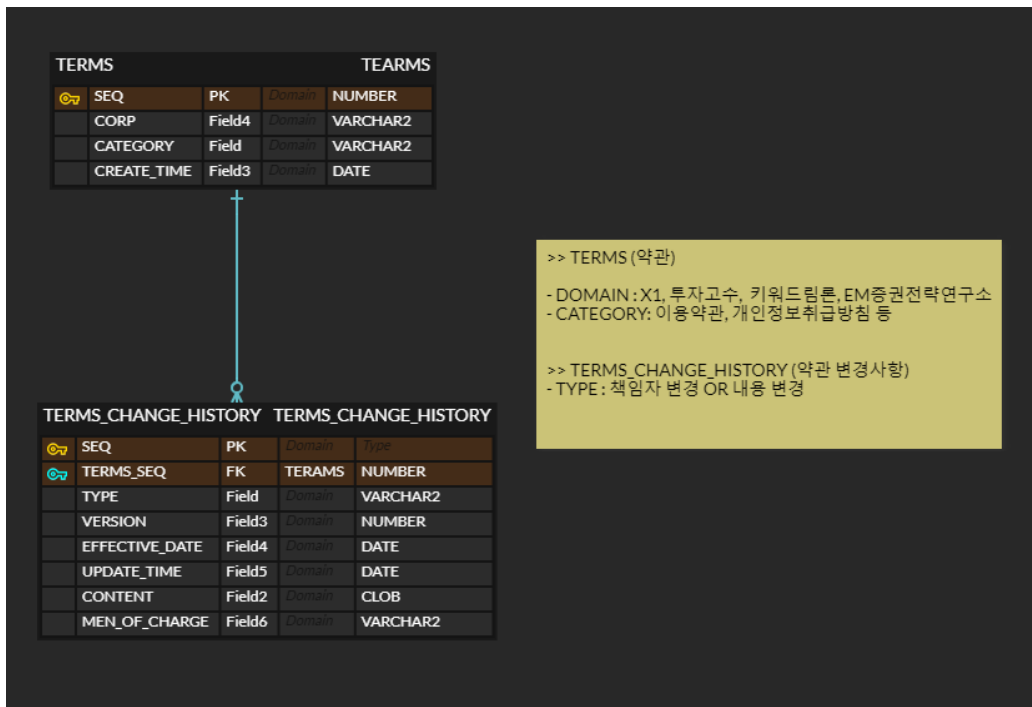 TERMS TEARMS
SEQ PK Domain NUMBER
CORP Field4 Domain VARCHAR2
CATEGORY Field Domain VARCHAR2
CREATE_TIME Field3 Domain DATE
>> TERMS (약관)
- DOMAIN : X1, 투자고수, 키워드림론, EM증권전략연구소
- CATEGORY: 이용약관, 개인정보취급방침 등
>> TERMS_CHANGE_HISTORY (약관 변경사항)
- TYPE : 책임자 변경 OR 내용 변경
TERMS_CHANGE_HISTORY TERMS_CHANGE_HISTORY
SEQ PK Domain Type
TERMS_SEQ FK TERAMS NUMBER
TYPE Field Domain VARCHAR2
VERSION Field3 Domain NUMBER
EFFECTIVE_DATE Field4 Domain DATE
UPDATE_TIME Field5 Domain DATE
CONTENT Field2 Domain CLOB
MEN_OF_CHARGE Field6 Domain VARCHAR2